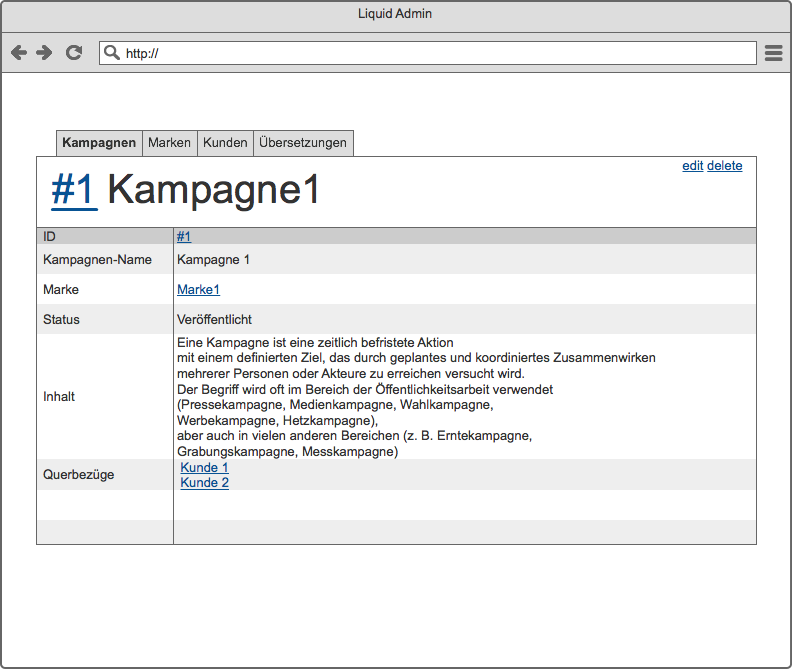 Liquid Admin
http://
Kampagnen Marken Kunden Übersetzungen
edit delete
#1 Kampagne1
ID #1
Kampagnen-Name Kampagne 1
Marke Marke1
Status Veröffentlicht
Inhalt
Eine Kampagne ist eine zeitlich befristete Aktion
mit einem definierten Ziel, das durch geplantes und koordiniertes Zusammenwirken
mehrerer Personen oder Akteure zu erreichen versucht wird.
Der Begriff wird oft im Bereich der Öffentlichkeitsarbeit verwendet
(Pressekampagne, Medienkampagne, Wahlkampagne,
Werbekampagne, Hetzkampagne),
aber auch in vielen anderen Bereichen (z. B. Erntekampagne,
Grabungskampagne, Messkampagne)
Querbezüge
Kunde 1
Kunde 2